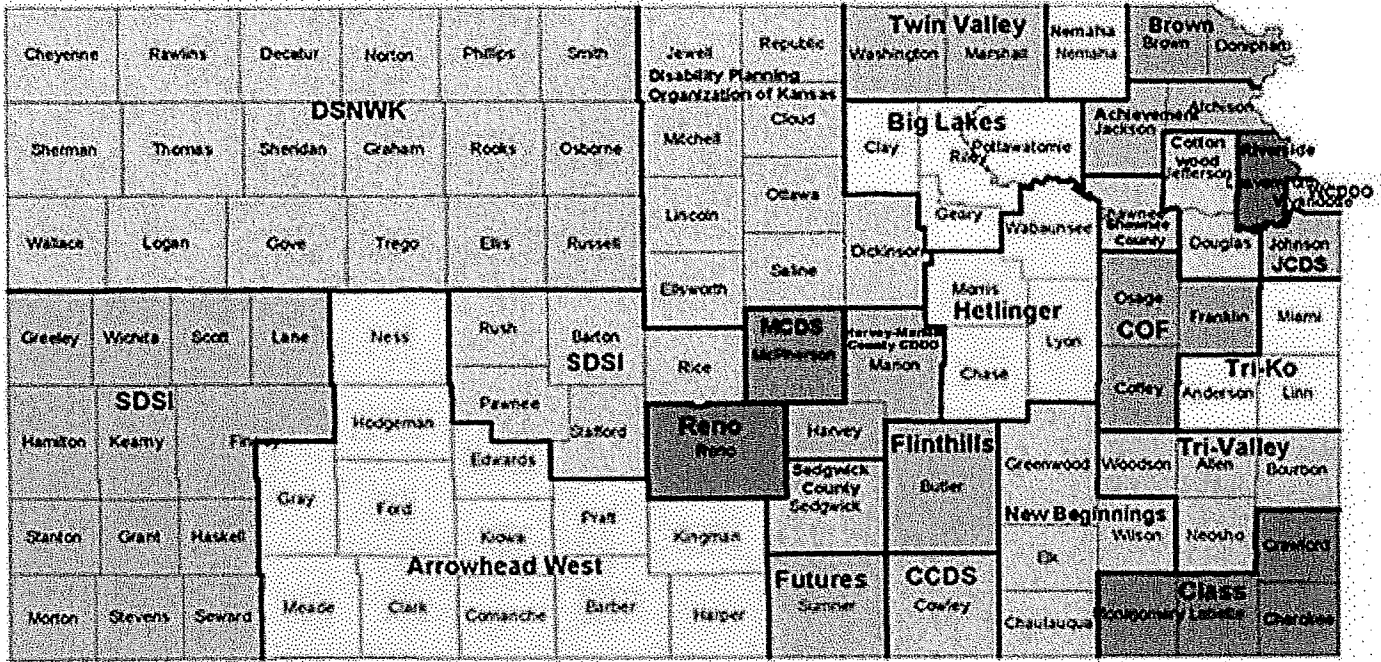 Twin Valley
Brown
Cheyenne Rawlins Decatur Norton Phillips Smith Jewell Republic Washington Marshall Nemaha Brown Doniphan
Nemaha
Disability Planning
Organization of Kansas
DSNWK
Sherman Thomas Sheridan Graham Rooks Osborne Mitchell Cloud
Big Lakes
Clay Riley Pottawatomie
Achievement
Jackson
Atchison
Cotton
wood
Jefferson
Riverside
Wyandotte
Wallace Logan Gove Trego Ellis Russell Lincoln Ottawa
Geary Wabaunsee
Shawnee
Shawnee
County
Douglas
Johnson
JCDS
Ellsworth Saline Dickinson
Morris
Hetlinger
Lyon
Chase
Osage
COF
Coffey
Franklin
Miami
Greeley Wichita Scott Lane Ness Rush Barton
SDSI
Pawnee
Stafford
Rice
MCDS
McPherson
County CDDO
Marion
Tri-Ko
Anderson Linn
SDSI
Hamilton Kearny Finney
Hodgeman
Edwards
Reno
Reno
Harvey
Sedgwick
County
Sedgwick
Flinthills
Butler
Greenwood
Tri-Valley
Woodson Allen Bourbon
Gray Ford Kiowa Pratt Kingman
Stanton Grant Haskell
New Beginnings
Elk
Wilson Neosho Crawford
Arrowhead West
Meade Clark Comanche Barber Harper
Morton Stevens Seward
Futures
Sumner
CCDS
Cowley
Chautauqua
Class
Montgomery Labette Cherokee